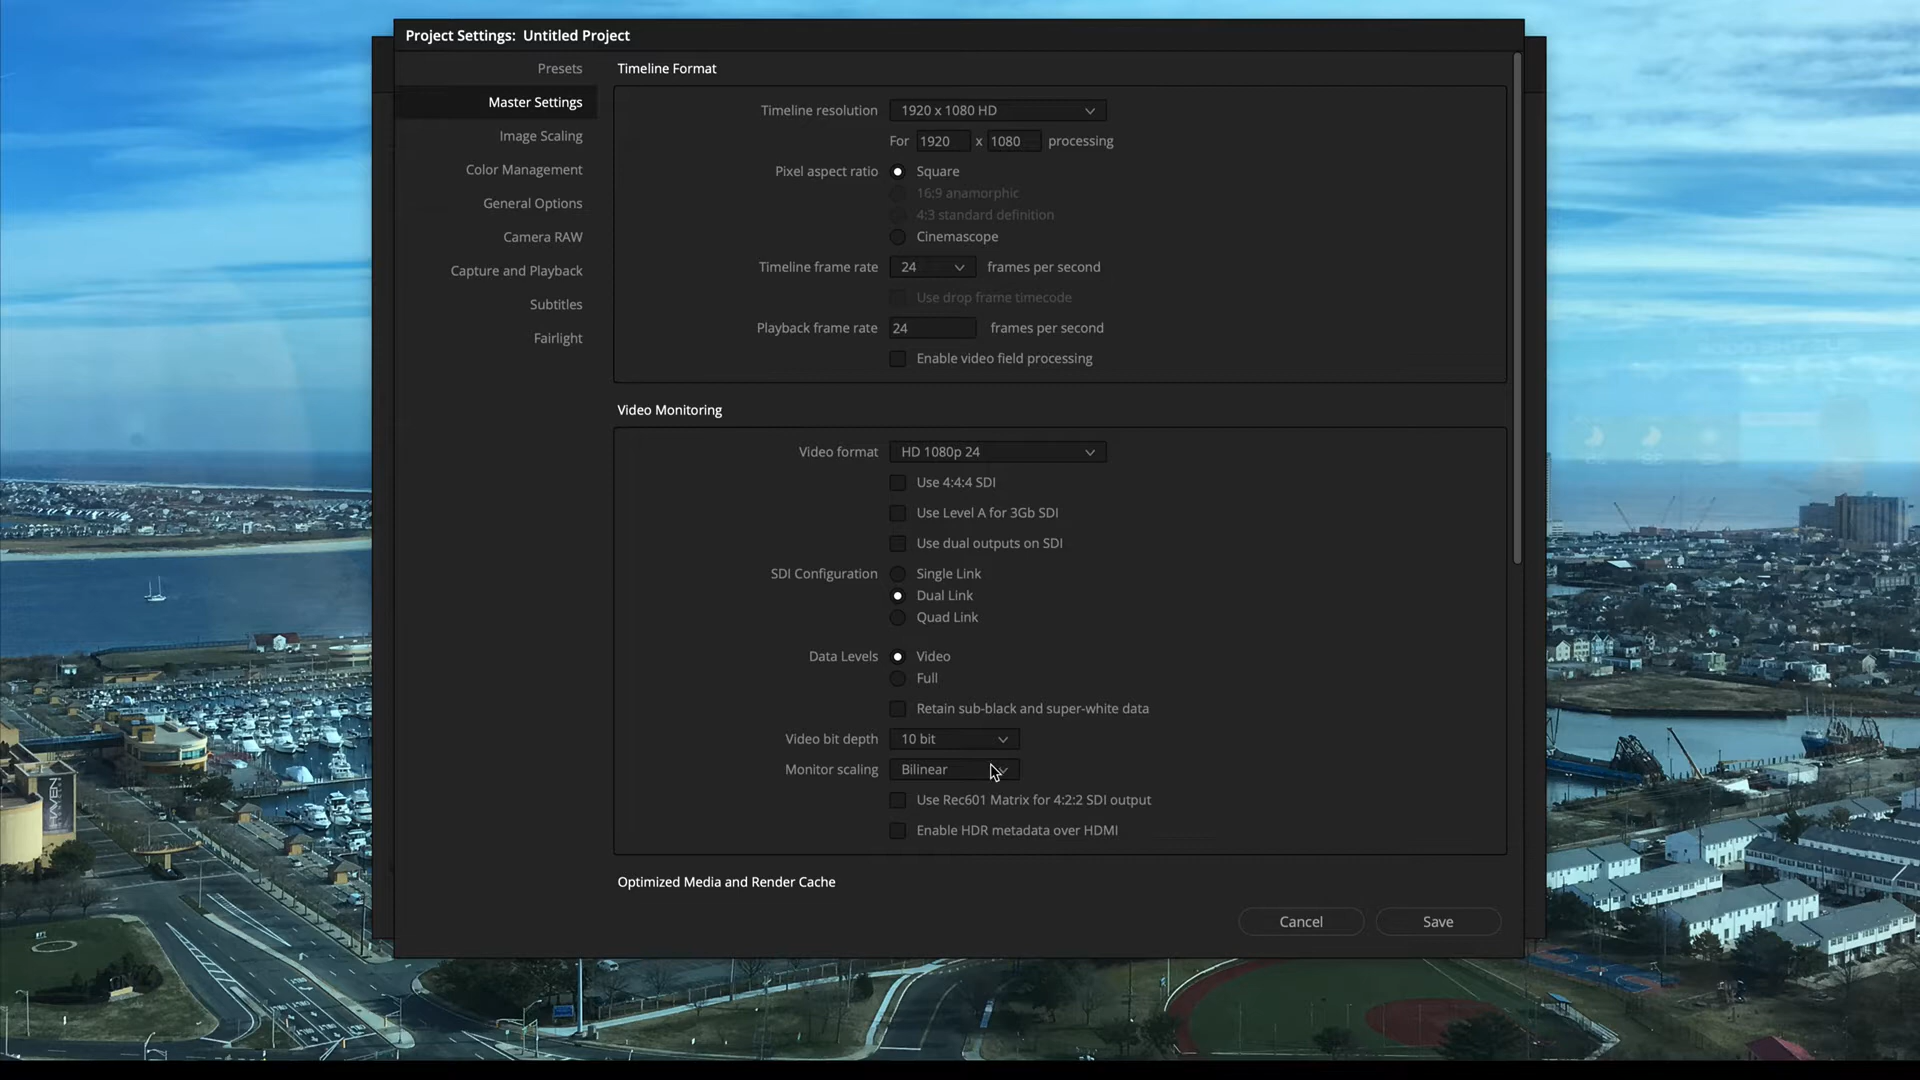 Project Settings: Untitled Project
Presets
Master Settings
Image Scaling
Color Management
General Options
Camera RAW
Capture and Playback
Subtitles
Fairlight
Timeline Format
Timeline resolution 1920 x 1080 HD
For 1920 x 1080 processing
Pixel aspect ratio Square
16:9 anamorphic
4:3 standard definition
Cinemascope
Timeline frame rate 24 frames per second
Use drop frame timecode
Playback frame rate 24 frames per second
Enable video field processing
Video Monitoring
Video format HD 1080p 24
Use 4:4:4 SDI
Use Level A for 3Gb SDI
Use dual outputs on SDI
SDI Configuration Single Link
Dual Link
Quad Link
Data Levels Video
Full
Retain sub-black and super-white data
Video bit depth 10 bit
Monitor scaling Bilinear
Use Rec601 Matrix for 4:2:2 SDI output
Enable HDR metadata over HDMI
Optimized Media and Render Cache
Cancel Save
HAVEN